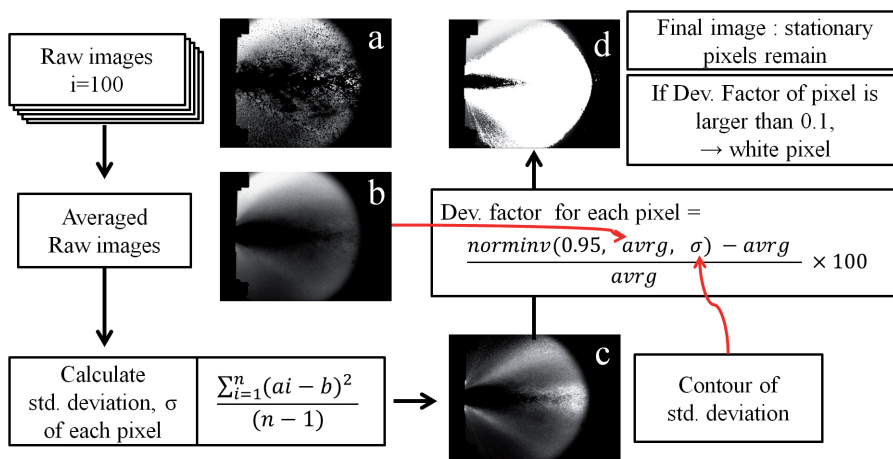 Raw images
i=100
a
d
Final image : stationary
pixels remain
If Dev. Factor of pixel is
larger than 0.1,
→ white pixel
Averaged
Raw images
b
Dev. factor for each pixel =
norminv(0.95, avrg, σ) − avrg
avrg
× 100
Calculate
std. deviation, σ
of each pixel
∑ⁿᵢ₌₁(ai − b)²
(n − 1)
c
Contour of
std. deviation